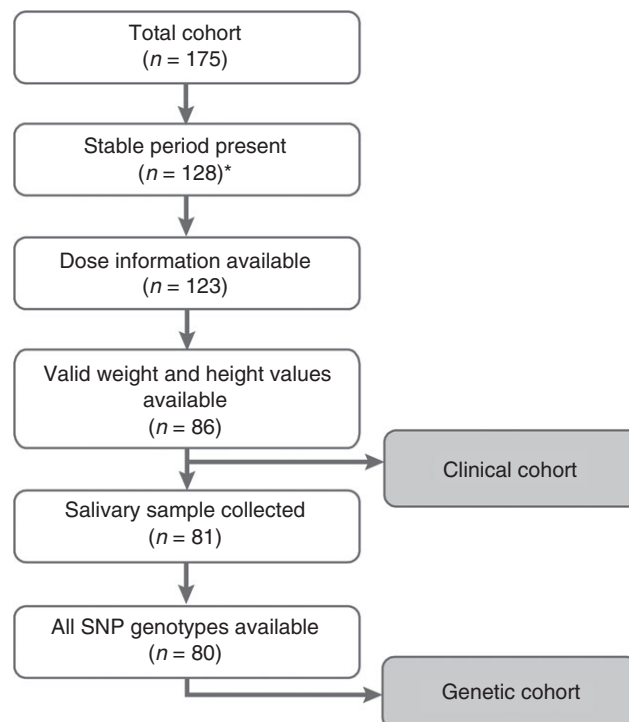 Total cohort
(n = 175)
Stable period present
(n = 128)*
Dose information available
(n = 123)
Valid weight and height values
available
(n = 86)
Clinical cohort
Salivary sample collected
(n = 81)
All SNP genotypes available
(n = 80)
Genetic cohort